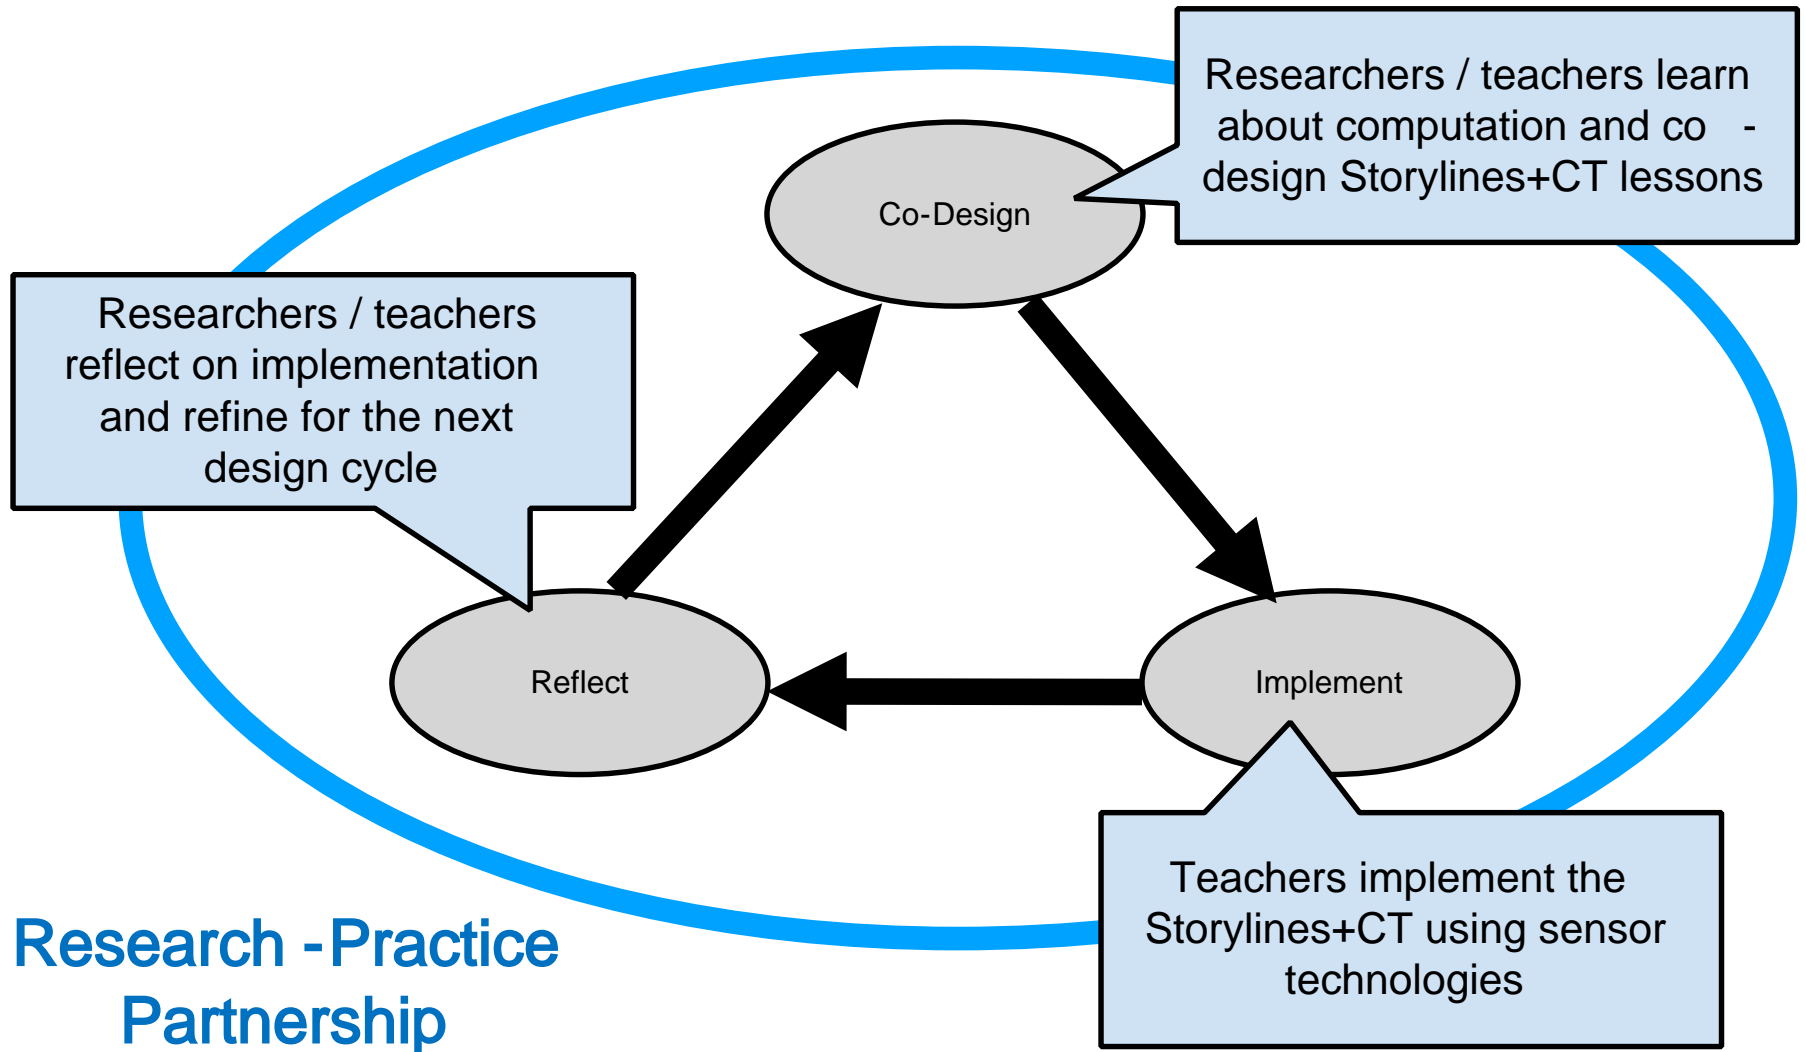 Researchers / teachers learn
about computation and co -
design Storylines+CT lessons
Co-Design
Researchers / teachers
reflect on implementation
and refine for the next
design cycle
Reflect
Implement
Teachers implement the
Storylines+CT using sensor
technologies
Research -Practice
Partnership